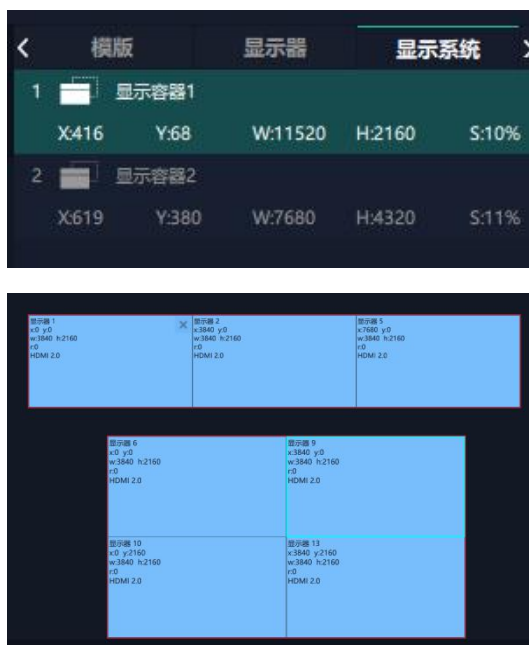 模版 显示器 显示系统
1 显示容器1
X:416 Y:68 W:11520 H:2160 S:10%
2 显示容器2
X:619 Y:380 W:7680 H:4320 S:11%
显示器 1 显示器 2 显示器 5
x:0 y:0 x:3840 y:0 x:7680 y:0
w:3840 h:2160 w:3840 h:2160 w:3840 h:2160
r:0 r:0 r:0
HDMI 2.0 HDMI 2.0 HDMI 2.0
显示器 6 显示器 9
x:0 y:0 x:3840 y:0
w:3840 h:2160 w:3840 h:2160
r:0 r:0
HDMI 2.0 HDMI 2.0
显示器 10 显示器 13
x:0 y:2160 x:3840 y:2160
w:3840 h:2160 w:3840 h:2160
r:0 r:0
HDMI 2.0 HDMI 2.0